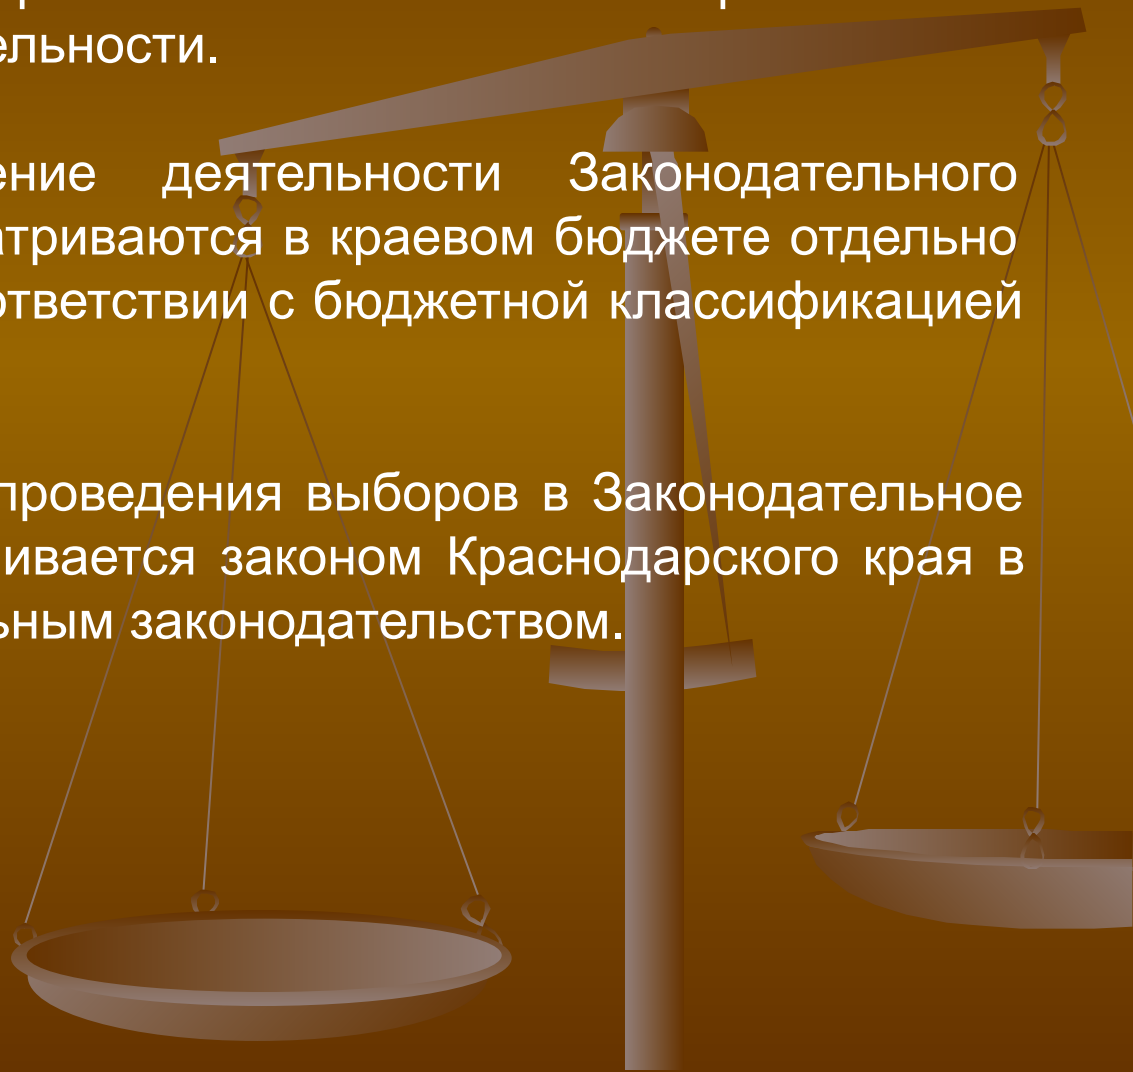 ельности.
ение деятельности Законодательного
атриваются в краевом бюджете отдельно
ответствии с бюджетной классификацией
проведения выборов в Законодательное
ивается законом Краснодарского края в
ьным законодательством.